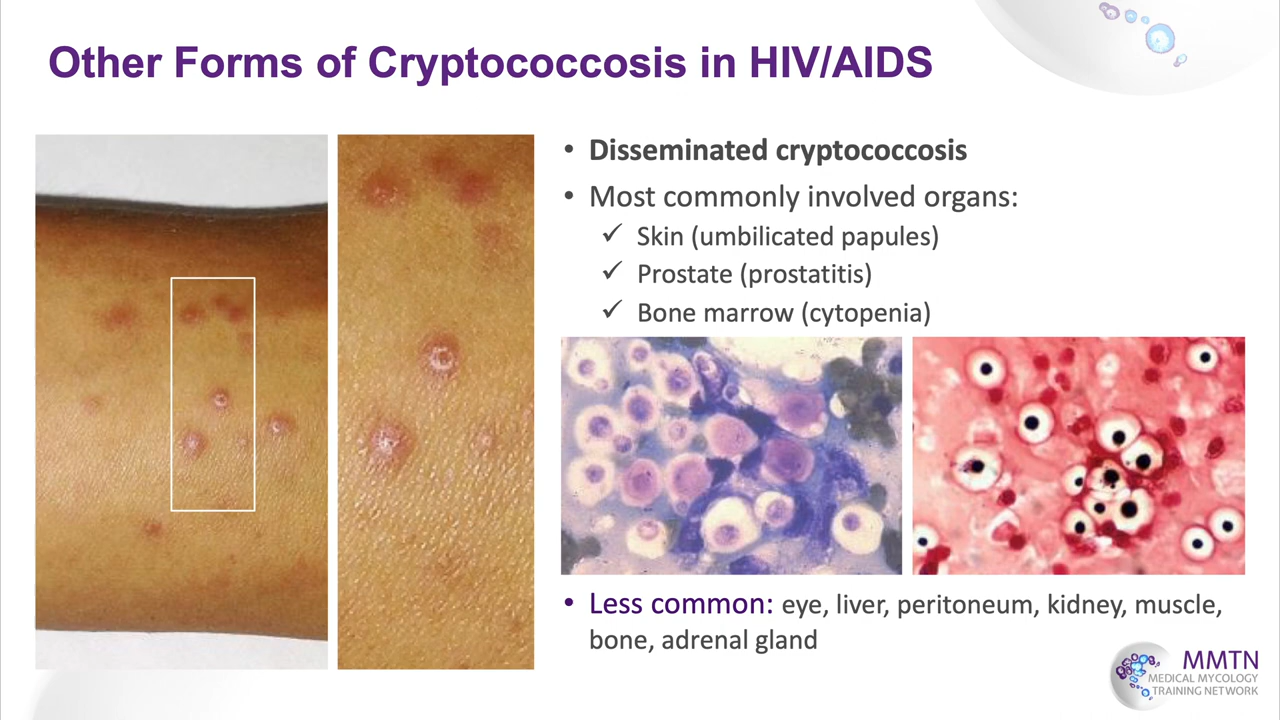 Other Forms of Cryptococcosis in HIV/AIDS
• Disseminated cryptococcosis
• Most commonly involved organs:
✓ Skin (umbilicated papules)
✓ Prostate (prostatitis)
✓ Bone marrow (cytopenia)
• Less common: eye, liver, peritoneum, kidney, muscle,
bone, adrenal gland
MMTN
MEDICAL MYCOLOGY
TRAINING NETWORK